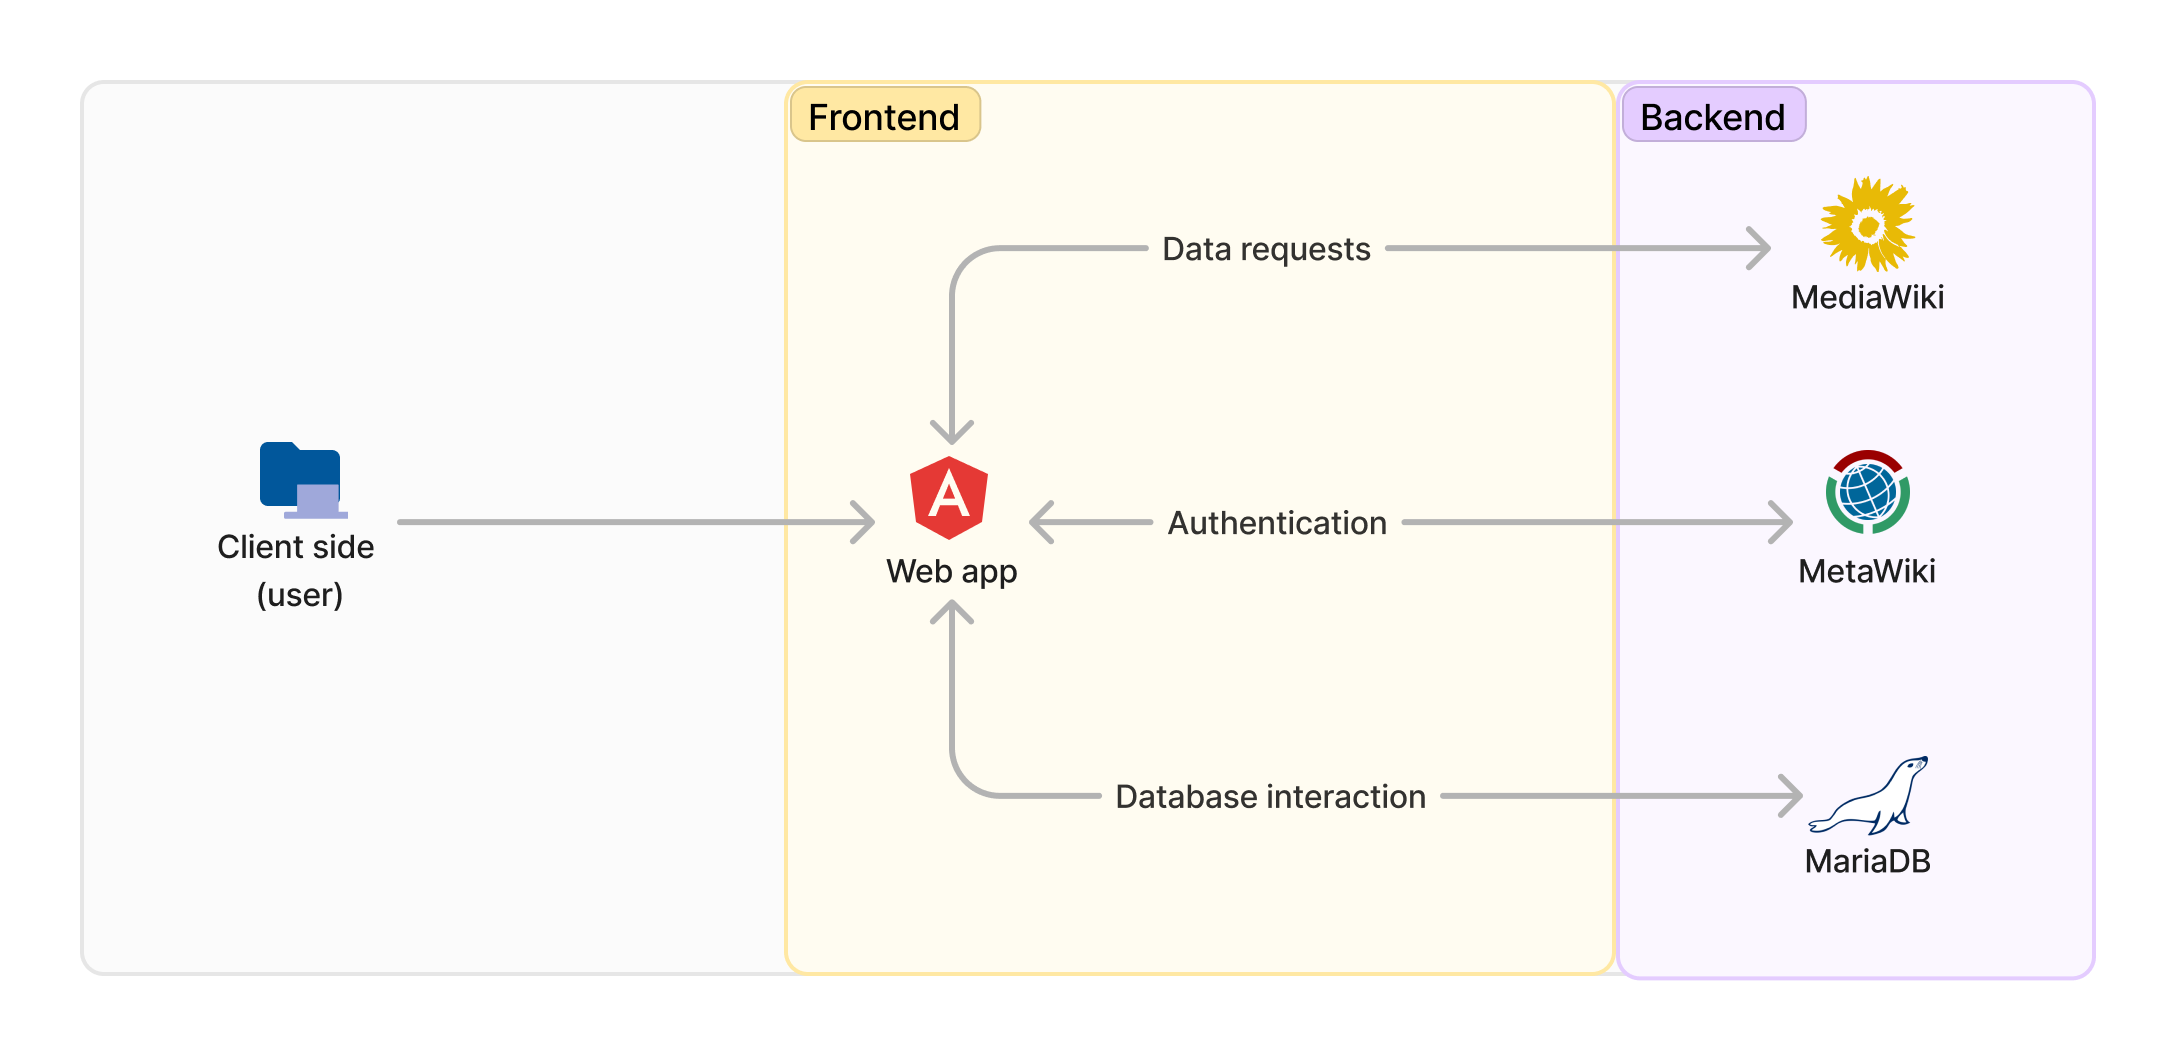 Frontend
Backend
Data requests
MediaWiki
Client side
(user)
Web app
Authentication
MetaWiki
Database interaction
MariaDB